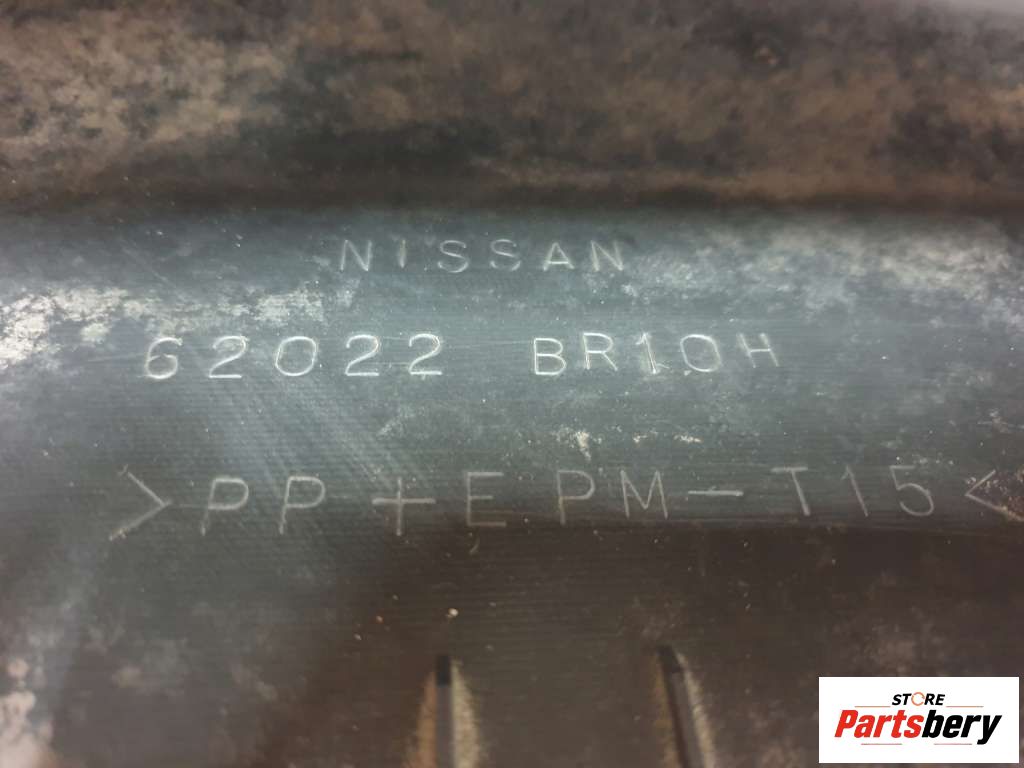 NISSAN
62022 BR10H
>PP+EPM-T15<
STORE
Partsbery